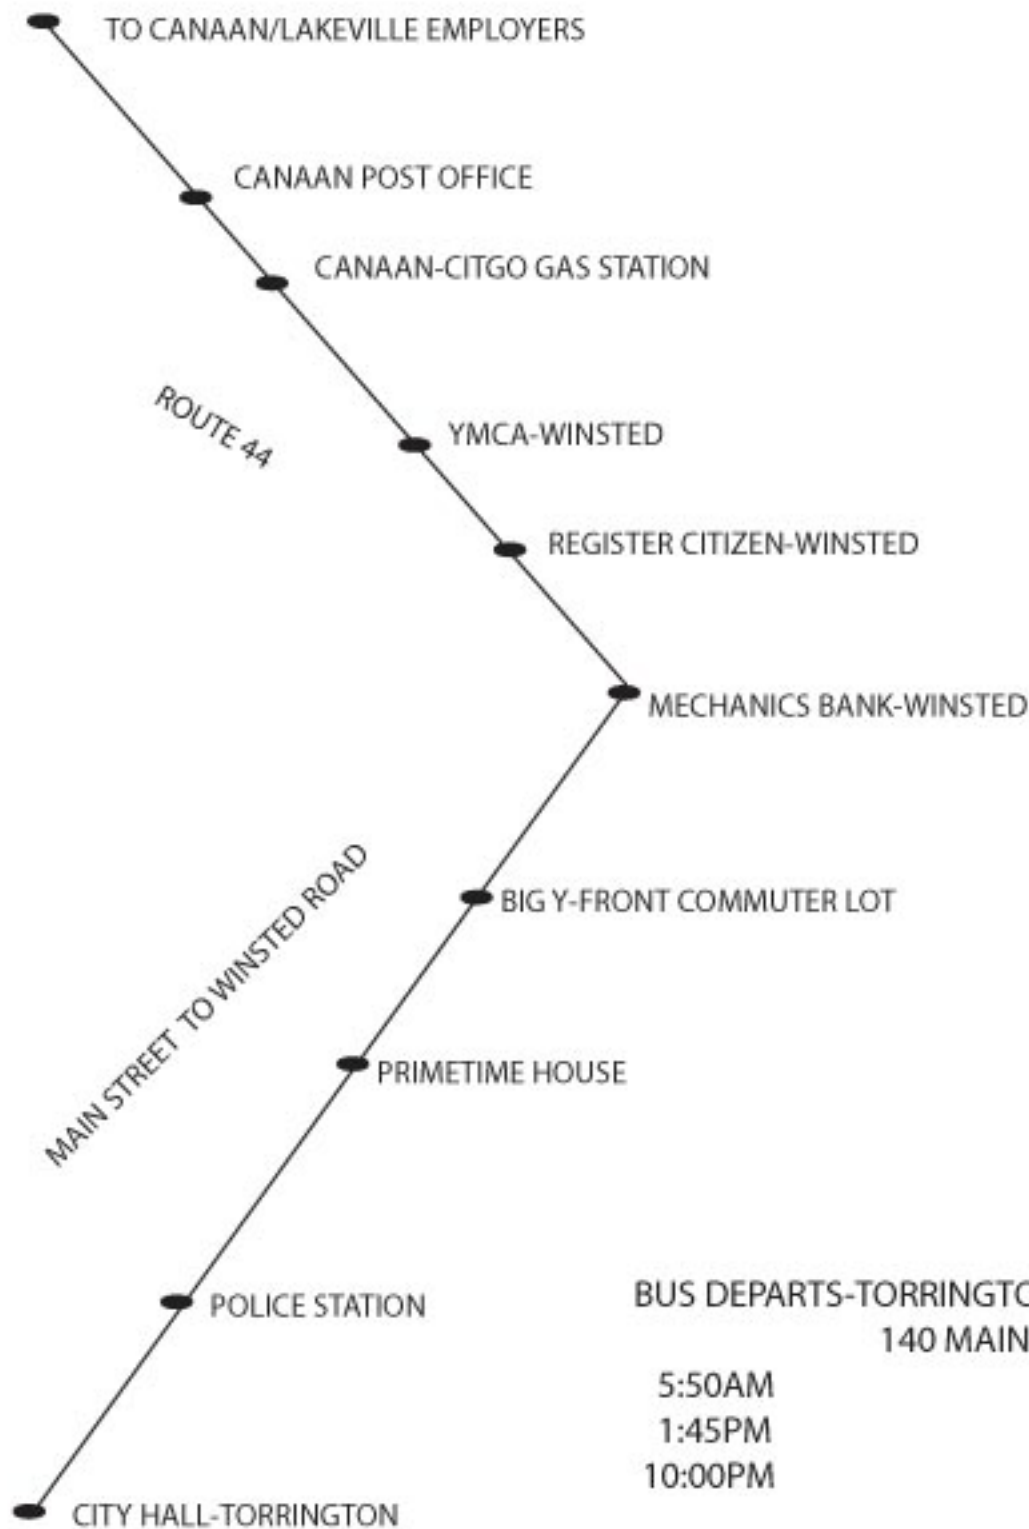 TO CANAAN/LAKEVILLE EMPLOYERS
CANAAN POST OFFICE
CANAAN-CITGO GAS STATION
ROUTE 44
YMCA-WINSTED
REGISTER CITIZEN-WINSTED
MECHANICS BANK-WINSTED
BIG Y-FRONT COMMUTER LOT
MAIN STREET TO WINSTED ROAD
PRIMETIME HOUSE
POLICE STATION
BUS DEPARTS-
140 MAIN
5:50AM
1:45PM
10:00PM
CITY HALL-TORRINGTON